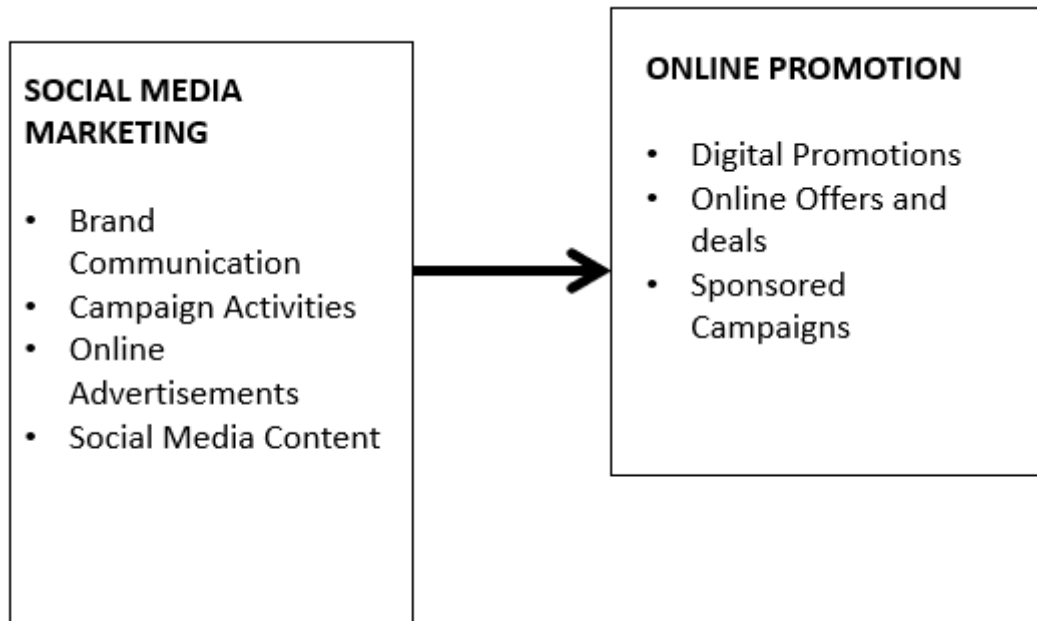 SOCIAL MEDIA
MARKETING
• Brand
Communication
• Campaign Activities
• Online
Advertisements
• Social Media Content
ONLINE PROMOTION
• Digital Promotions
• Online Offers and
deals
• Sponsored
Campaigns